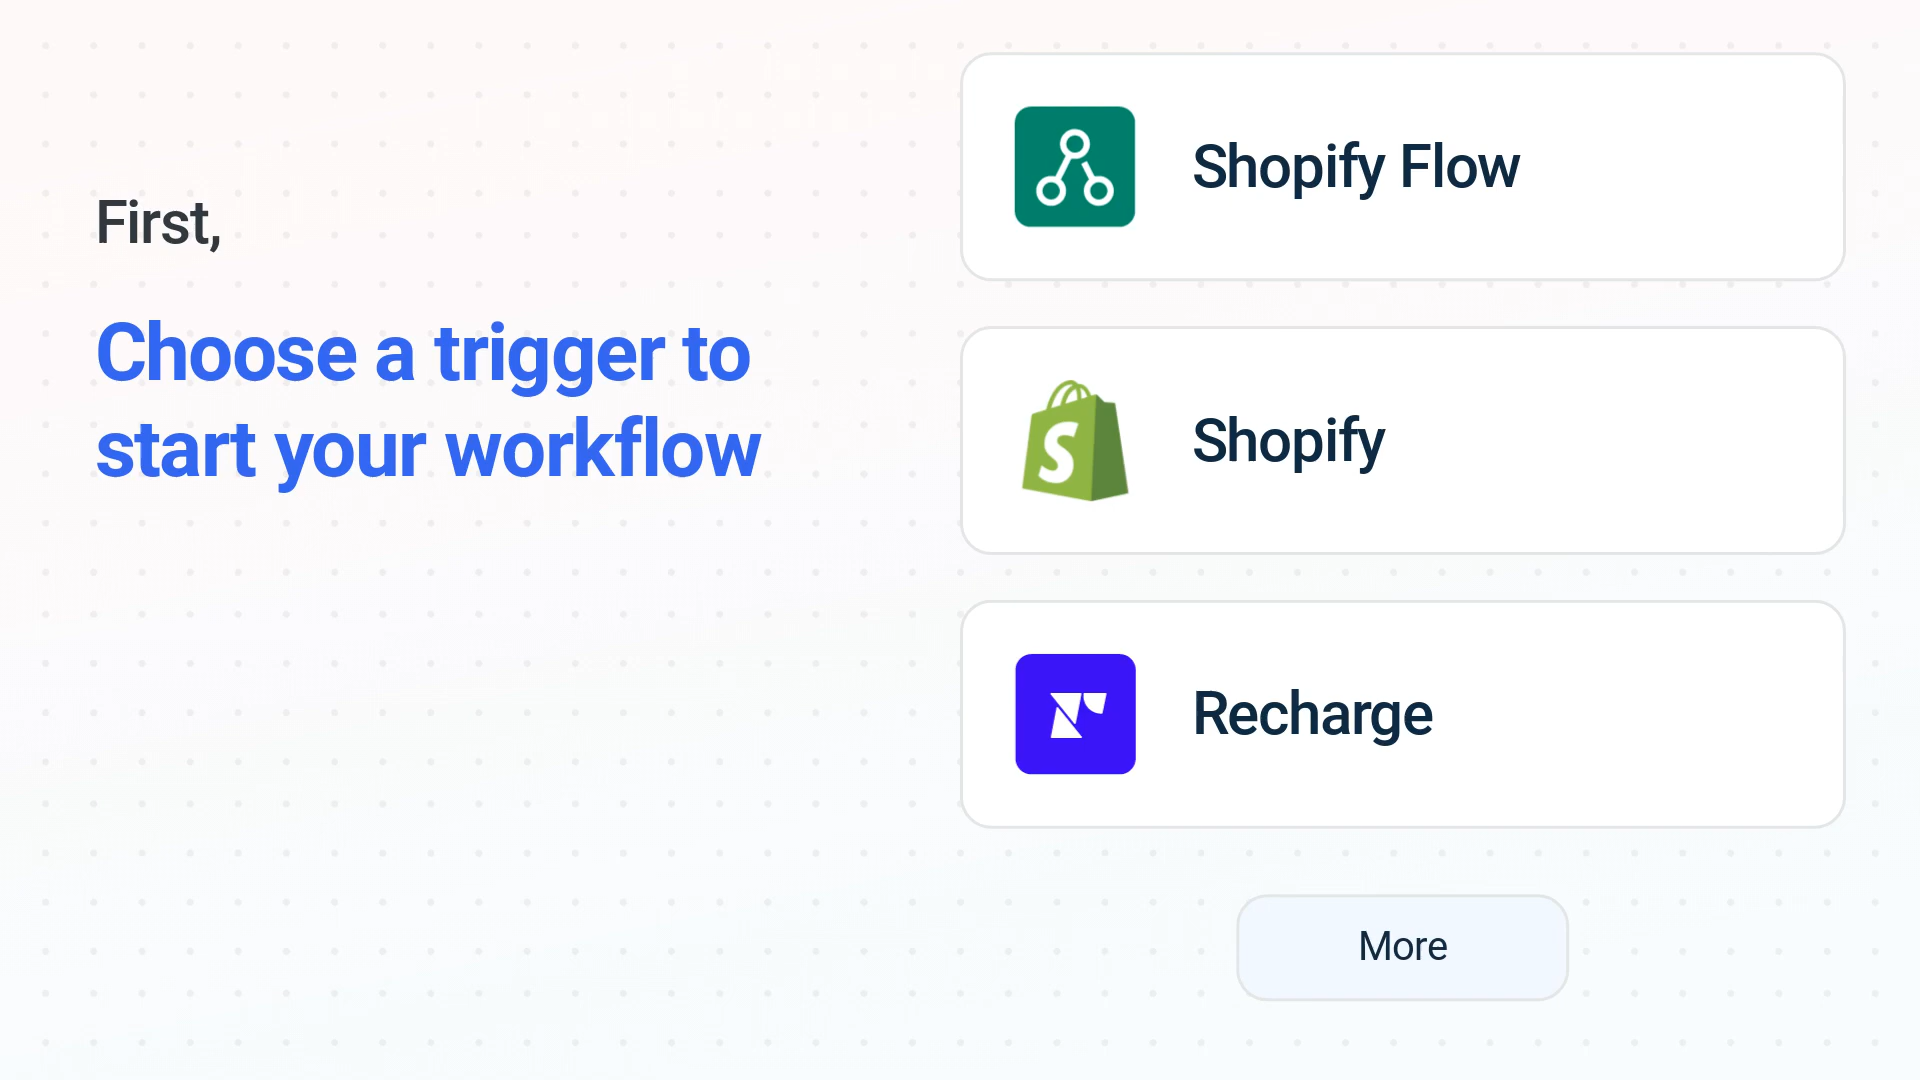 First,
Choose a trigger to
start your workflow
Shopify Flow
Shopify
Recharge
More